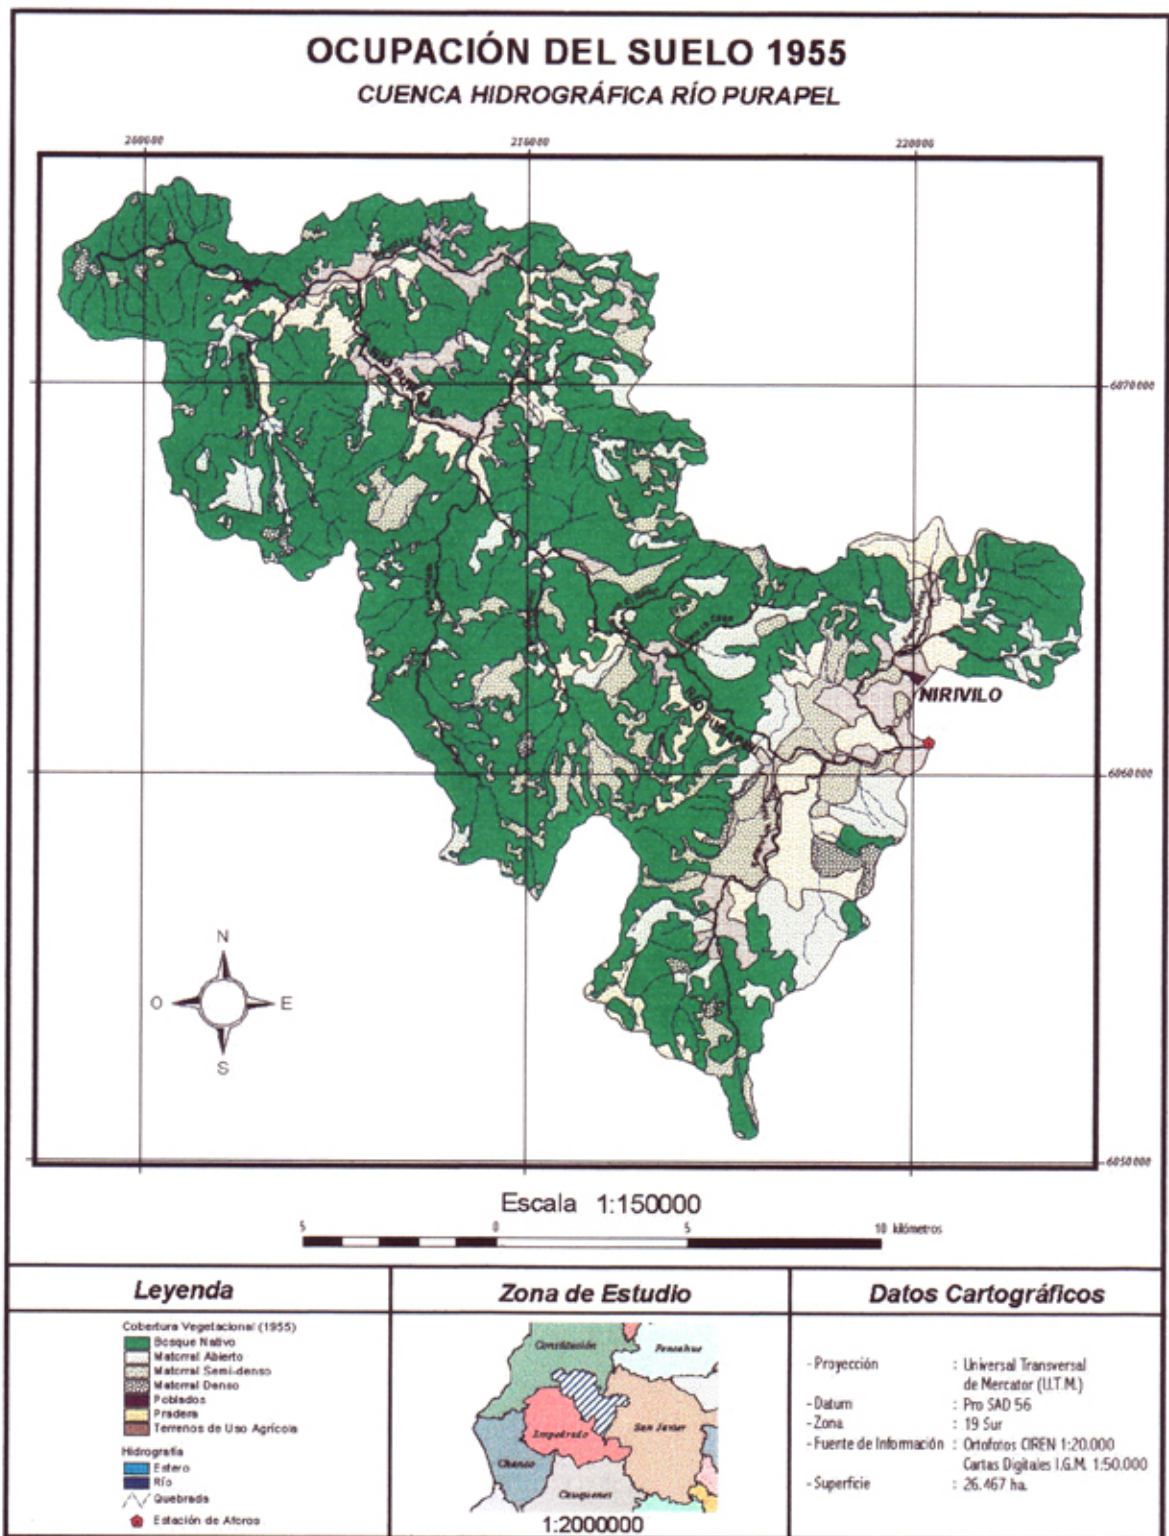 OCUPACIÓN DEL SUELO 1955
CUENCA HIDROGRÁFICA RÍO PURAPEL
200000
210000
220000
6070000
RÍO PURAPEL
NIRIVILO
6060000
N
O
E
S
6050000
Escala 1:150000
5
0
5
10 kilómetros
Leyenda
Cobertura Vegetacional (1955)
Bosque Nativo
Matorral Abierto
Matorral Semi-denso
Matorral Denso
Poblados
Pradera
Terrenos de Uso Agrícola
Hidrografía
Estero
Río
Quebrada
Estación de Aforos
Zona de Estudio
Constitución
Pencahue
Empedrado
San Javier
Chanco
Cauquenes
1:2000000
Datos Cartográficos
- Proyección : Universal Transversal
de Mercator (U.T.M.)
- Datum : Pro SAD 56
- Zona : 19 Sur
- Fuente de Información : Ortofotos CIREN 1:20.000
Cartas Digitales I.G.M. 1:50.000
- Superficie : 26.467 ha.